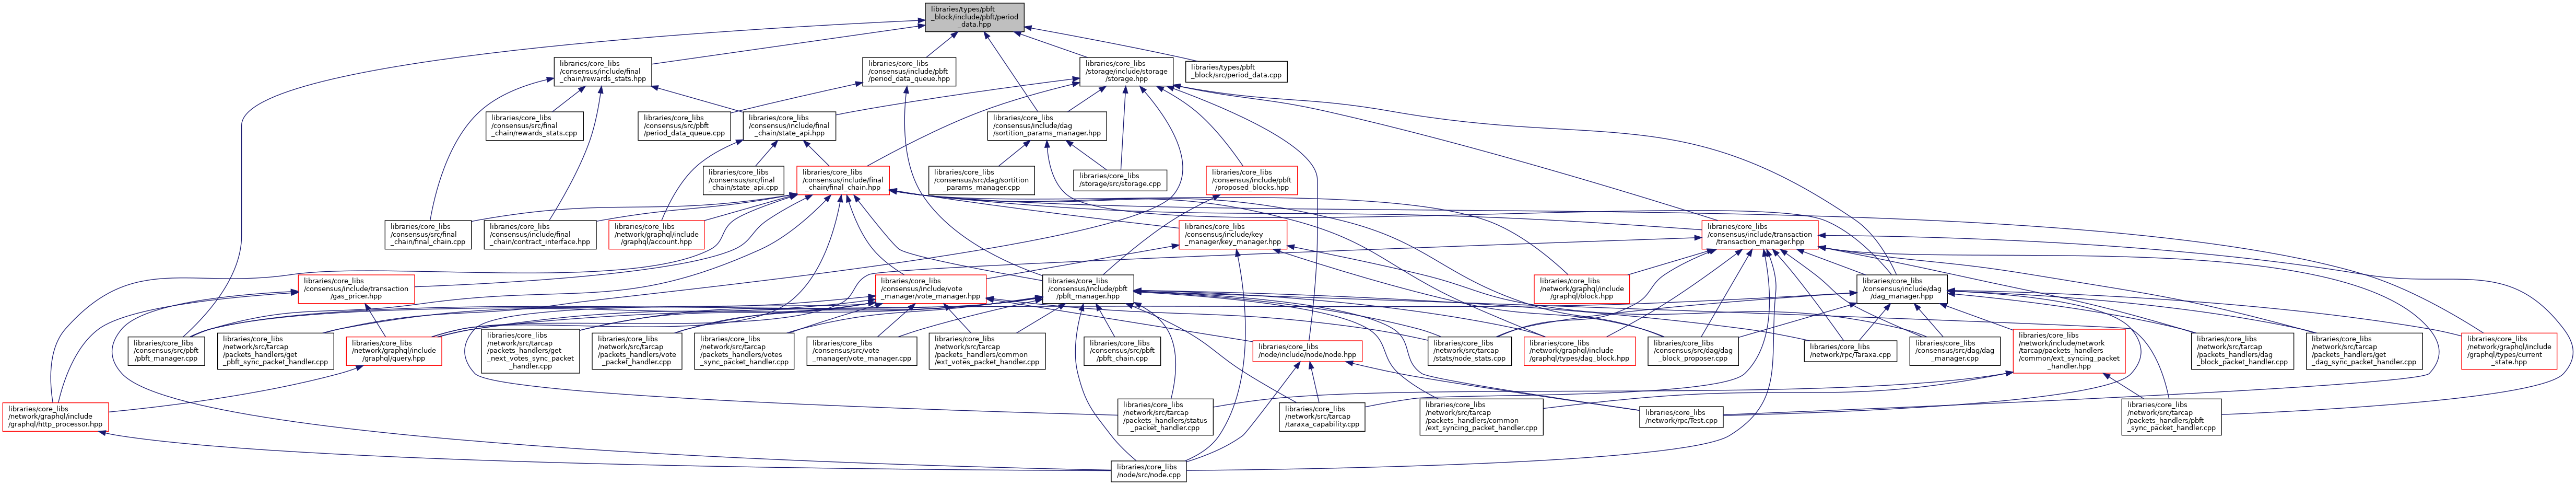 libraries/types/pbft
_block/include/pbft/period
_data.hpp
libraries/core_libs
/consensus/include/final
_chain/rewards_stats.hpp
libraries/core_libs
/consensus/include/pbft
/period_data_queue.hpp
libraries/core_libs
/storage/include/storage
/storage.hpp
libraries/types/pbft
_block/src/period_data.cpp
libraries/core_libs
/consensus/src/final
_chain/rewards_stats.cpp
libraries/core_libs
/consensus/src/pbft
/period_data_queue.cpp
libraries/core_libs
/consensus/include/final
_chain/state_api.hpp
libraries/core_libs
/consensus/include/dag
/sortition_params_manager.hpp
libraries/core_libs
/consensus/src/final
_chain/state_api.cpp
libraries/core_libs
/consensus/include/final
_chain/final_chain.hpp
libraries/core_libs
/consensus/src/dag/sortition
_params_manager.cpp
libraries/core_libs
/storage/src/storage.cpp
libraries/core_libs
/consensus/include/pbft
/proposed_blocks.hpp
libraries/core_libs
/consensus/src/final
_chain/final_chain.cpp
libraries/core_libs
/consensus/include/final
_chain/contract_interface.hpp
libraries/core_libs
/network/graphql/include
/graphql/account.hpp
libraries/core_libs
/consensus/include/key
_manager/key_manager.hpp
libraries/core_libs
/consensus/include/transaction
/transaction_manager.hpp
libraries/core_libs
/consensus/include/transaction
/gas_pricer.hpp
libraries/core_libs
/consensus/include/vote
_manager/vote_manager.hpp
libraries/core_libs
/consensus/include/pbft
/pbft_manager.hpp
libraries/core_libs
/network/graphql/include
/graphql/block.hpp
libraries/core_libs
/consensus/include/dag
/dag_manager.hpp
libraries/core_libs
/consensus/src/pbft
/pbft_manager.cpp
libraries/core_libs
/network/src/tarcap
/packets_handlers/get
_pbft_sync_packet_handler.cpp
libraries/core_libs
/network/graphql/include
/graphql/query.hpp
libraries/core_libs
/network/src/tarcap
/packets_handlers/get
_next_votes_sync_packet
_handler.cpp
libraries/core_libs
/network/src/tarcap
/packets_handlers/vote
_packet_handler.cpp
libraries/core_libs
/network/src/tarcap
/packets_handlers/votes
_sync_packet_handler.cpp
libraries/core_libs
/consensus/src/vote
_manager/vote_manager.cpp
libraries/core_libs
/network/src/tarcap
/packets_handlers/common
/ext_votes_packet_handler.cpp
libraries/core_libs
/consensus/src/pbft
/pbft_chain.cpp
libraries/core_libs
/node/include/node/node.hpp
libraries/core_libs
/network/src/tarcap
/stats/node_stats.cpp
libraries/core_libs
/network/graphql/include
/graphql/types/dag_block.hpp
libraries/core_libs
/consensus/src/dag/dag
_block_proposer.cpp
libraries/core_libs
/network/rpc/Taraxa.cpp
libraries/core_libs
/consensus/src/dag/dag
_manager.cpp
libraries/core_libs
/network/include/network
/tarcap/packets_handlers
/common/ext_syncing_packet
_handler.hpp
libraries/core_libs
/network/src/tarcap
/packets_handlers/dag
_block_packet_handler.cpp
libraries/core_libs
/network/src/tarcap
/packets_handlers/get
_dag_sync_packet_handler.cpp
libraries/core_libs
/network/graphql/include
/graphql/types/current
_state.hpp
libraries/core_libs
/network/graphql/include
/graphql/http_processor.hpp
libraries/core_libs
/network/src/tarcap
/packets_handlers/status
_packet_handler.cpp
libraries/core_libs
/network/src/tarcap
/taraxa_capability.cpp
libraries/core_libs
/network/src/tarcap
/packets_handlers/common
/ext_syncing_packet_handler.cpp
libraries/core_libs
/network/rpc/Test.cpp
libraries/core_libs
/network/src/tarcap
/packets_handlers/pbft
_sync_packet_handler.cpp
libraries/core_libs
/node/src/node.cpp